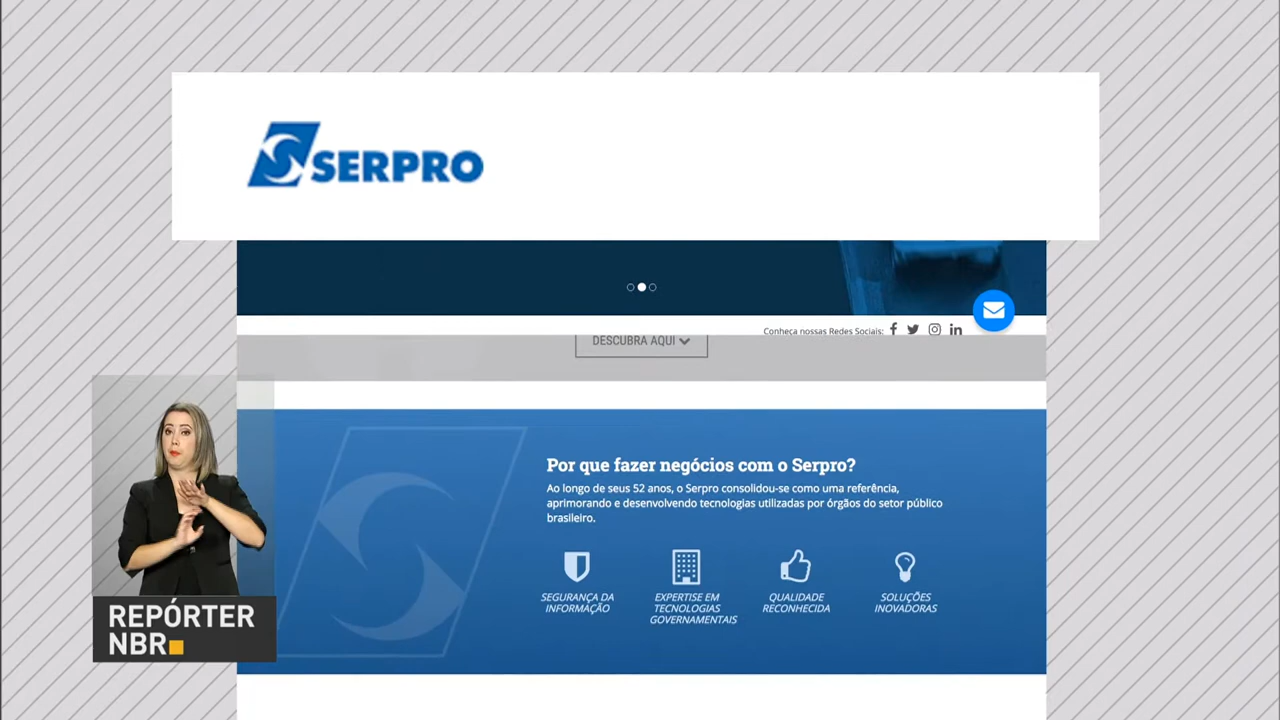 SERPRO
Conheça nossas Redes Sociais:
DESCUBRA AQUI
Por que fazer negócios com o Serpro?
Ao longo de seus 52 anos, o Serpro consolidou-se como uma referência,
aprimorando e desenvolvendo tecnologias utilizadas por órgãos do setor público
brasileiro.
SEGURANÇA DA
INFORMAÇÃO
EXPERTISE EM
TECNOLOGIAS
GOVERNAMENTAIS
QUALIDADE
RECONHECIDA
SOLUÇÕES
INOVADORAS
REPÓRTER
NBR